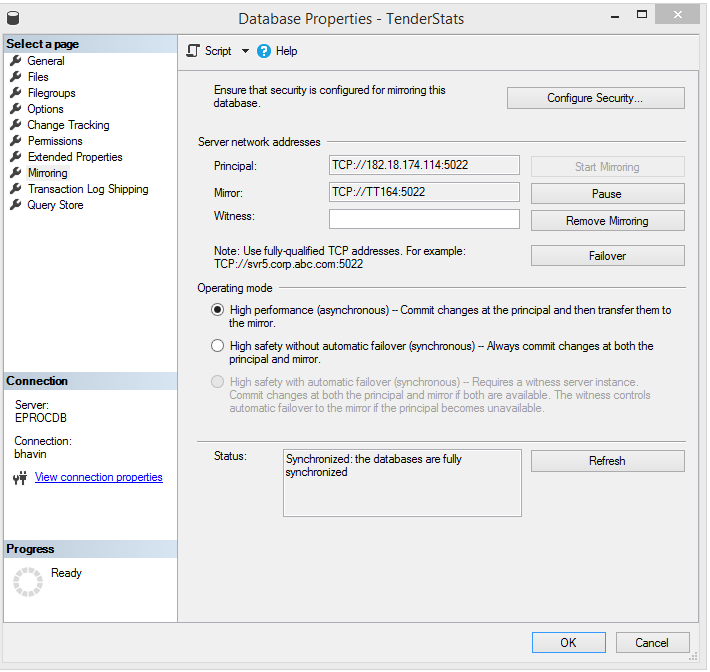 Database Properties - TenderStats
Select a page
General
Files
Filegroups
Options
Change Tracking
Permissions
Extended Properties
Mirroring
Transaction Log Shipping
Query Store
Connection
Server:
EPROCDB
Connection:
bhavin
View connection properties
Progress
Ready
Script
Help
Ensure that security is configured for mirroring this
database.
Configure Security...
Server network addresses
Principal:
TCP://182.18.174.114:5022
Start Mirroring
Mirror:
TCP://TT164:5022
Pause
Witness:
Remove Mirroring
Note: Use fully-qualified TCP addresses. For example:
TCP://svr5.corp.abc.com:5022
Failover
Operating mode
High performance (asynchronous) -- Commit changes at the principal and then transfer them to
the mirror.
High safety without automatic failover (synchronous) -- Always commit changes at both the
principal and mirror.
High safety with automatic failover (synchronous) -- Requires a witness server instance.
Commit changes at both the principal and mirror if both are available. The witness controls
automatic failover to the mirror if the principal becomes unavailable.
Status:
Synchronized: the databases are fully
synchronized
Refresh
OK
Cancel